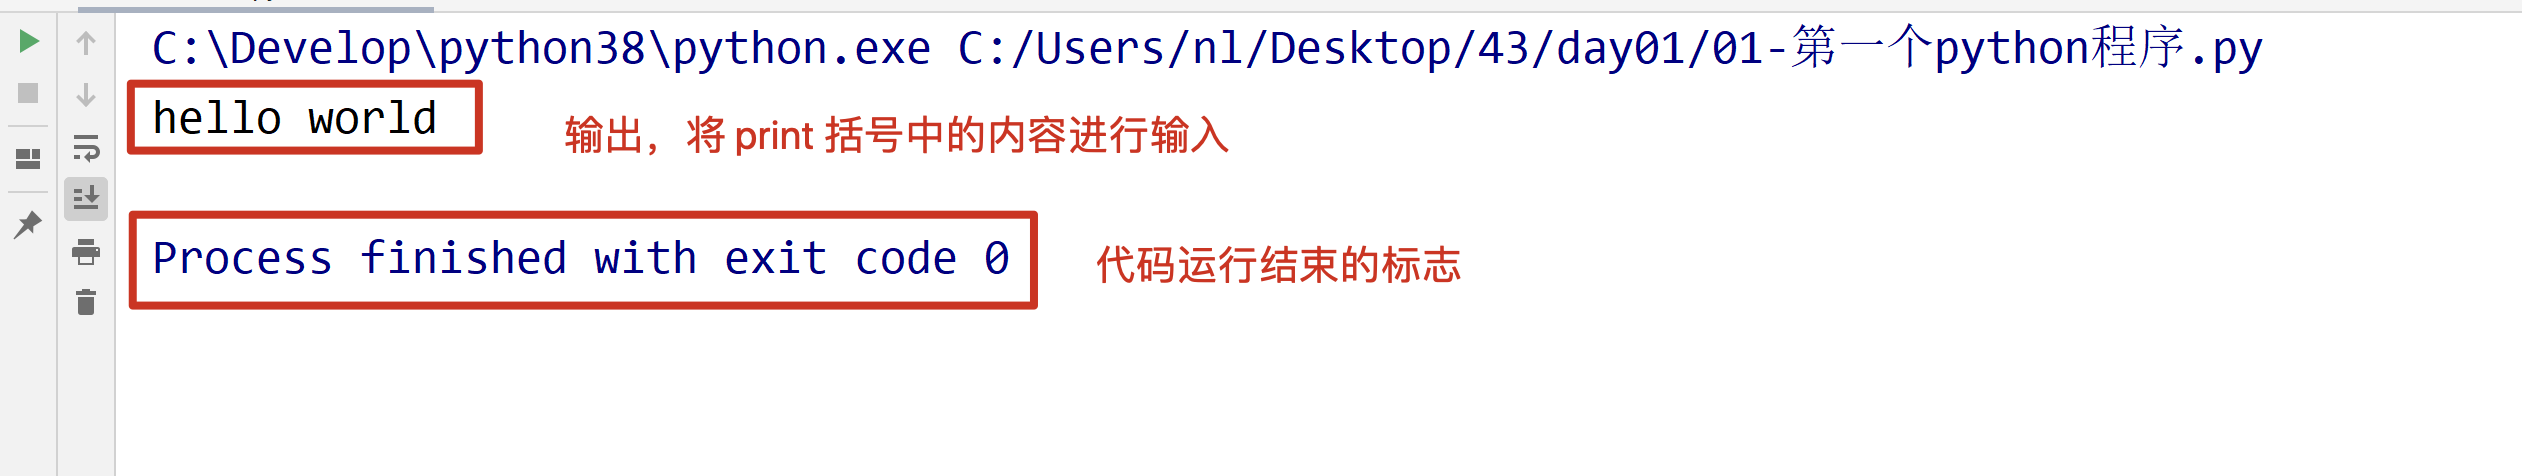 C:\Develop\python38\python.exe C:/Users/nl/Desktop/43/day01/01-第一个python程序.py
hello world
输出，将 print 括号中的内容进行输入
Process finished with exit code 0
代码运行结束的标志